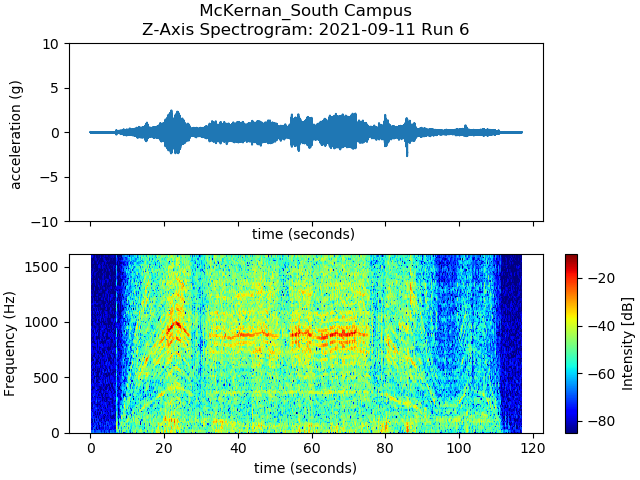 McKernan_South Campus
Z-Axis Spectrogram: 2021-09-11 Run 6
acceleration (g)
10
5
0
−5
−10
time (seconds)
Frequency (Hz)
1500
1000
500
0
0 20 40 60 80 100 120
time (seconds)
−20
−40
−60
−80
Intensity [dB]